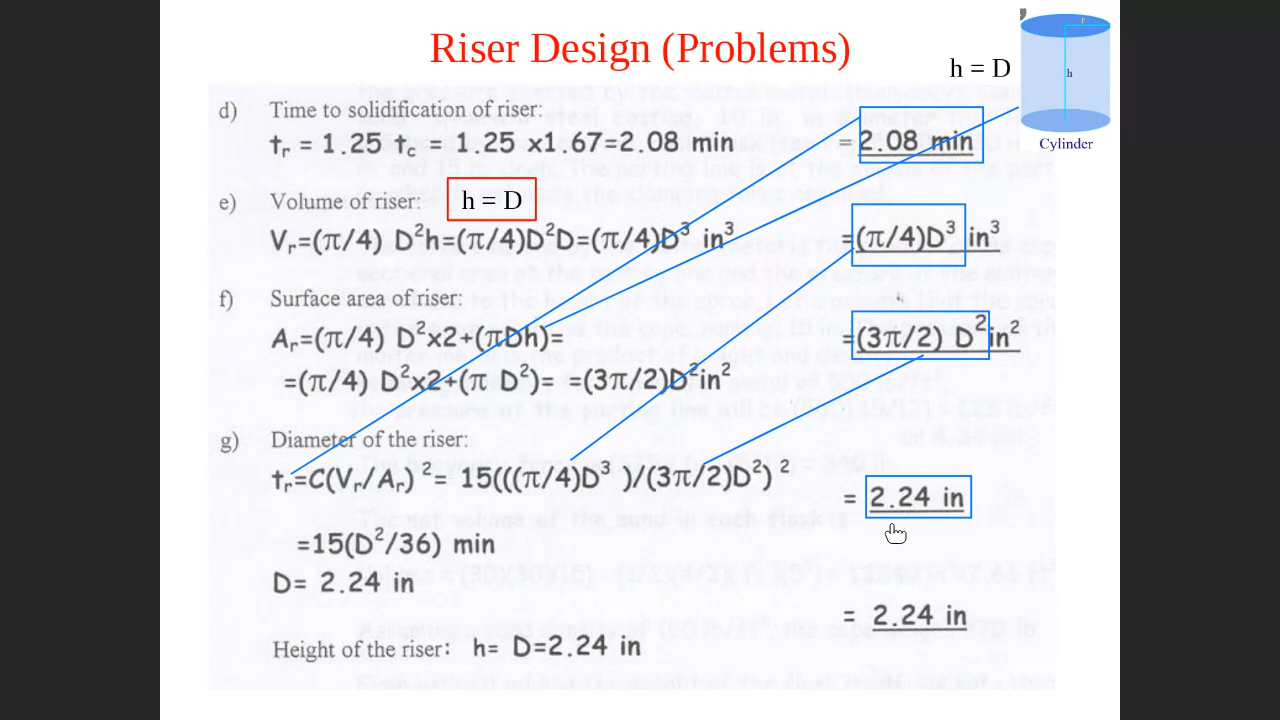 Riser Design (Problems)
r
h = D
h
Cylinder
d) Time to solidification of riser:
tr = 1.25 tc = 1.25 x1.67=2.08 min = 2.08 min
e) Volume of riser: h = D
Vr=(π/4) D²h=(π/4)D²D=(π/4)D³ in³ =(π/4)D³ in³
f) Surface area of riser:
Ar=(π/4) D²x2+(πDh)= =(3π/2) D²in²
=(π/4) D²x2+(π D²)= =(3π/2)D²in²
g) Diameter of the riser:
tr=C(Vr/Ar) ²= 15(((π/4)D³ )/(3π/2)D²) ²
= 2.24 in
=15(D²/36) min
D= 2.24 in
= 2.24 in
Height of the riser: h= D=2.24 in